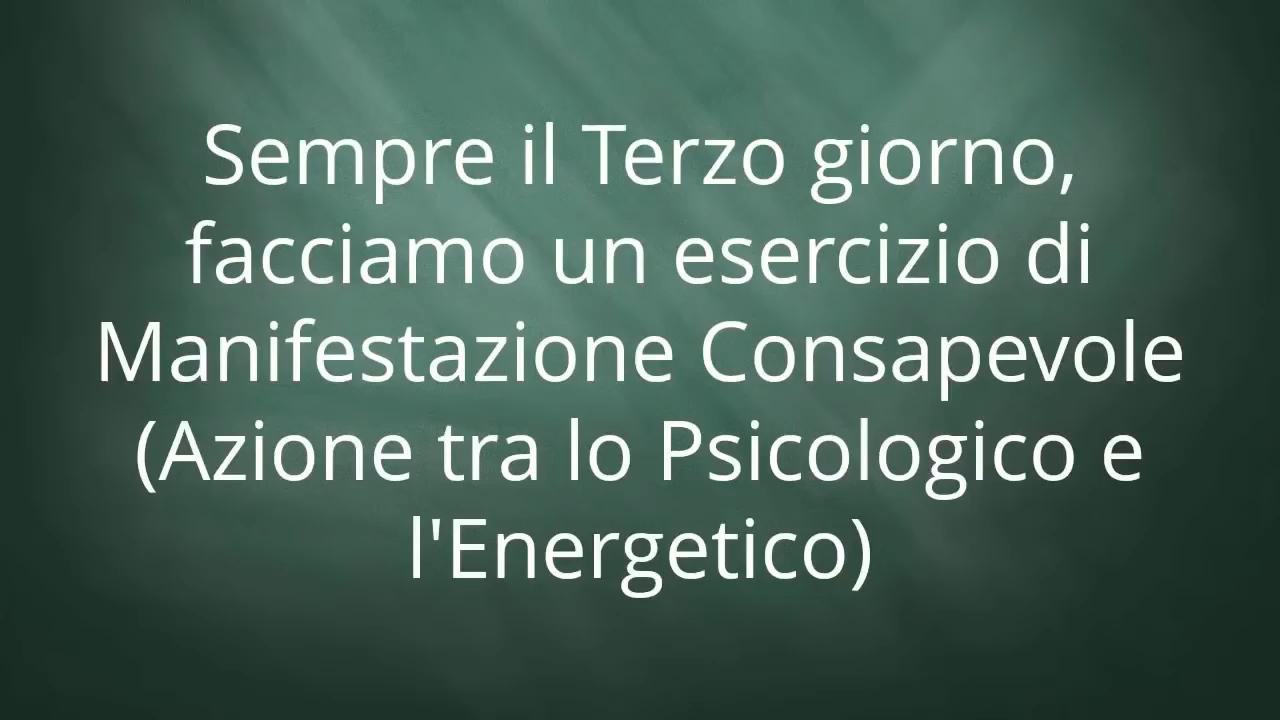 Sempre il Terzo giorno,
facciamo un esercizio di
Manifestazione Consapevole
(Azione tra lo Psicologico e
l'Energetico)